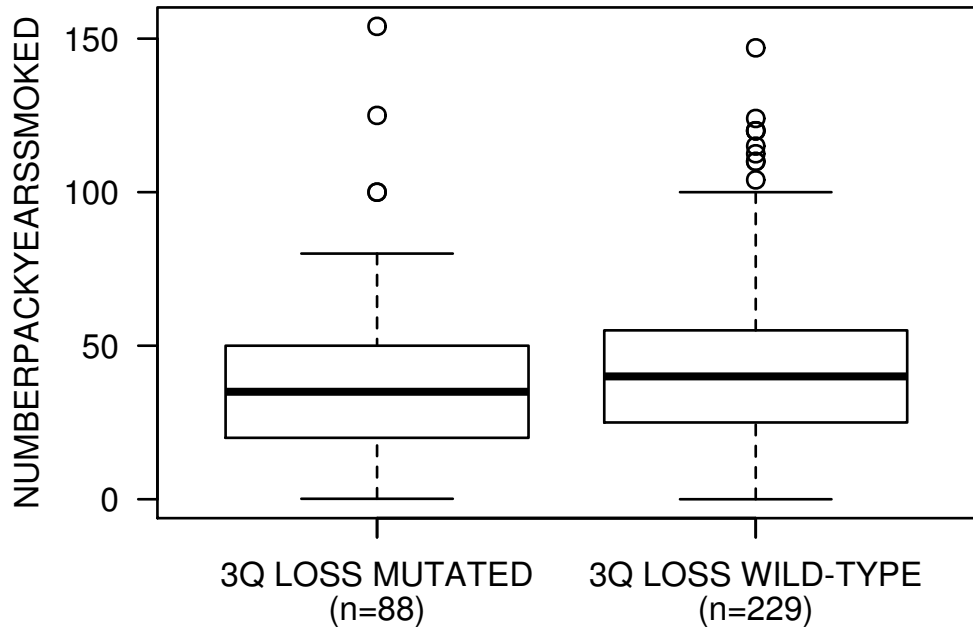 NUMBERPACKYEARSSMOKED
150
100
50
0
3Q LOSS MUTATED
(n=88)
3Q LOSS WILD-TYPE
(n=229)